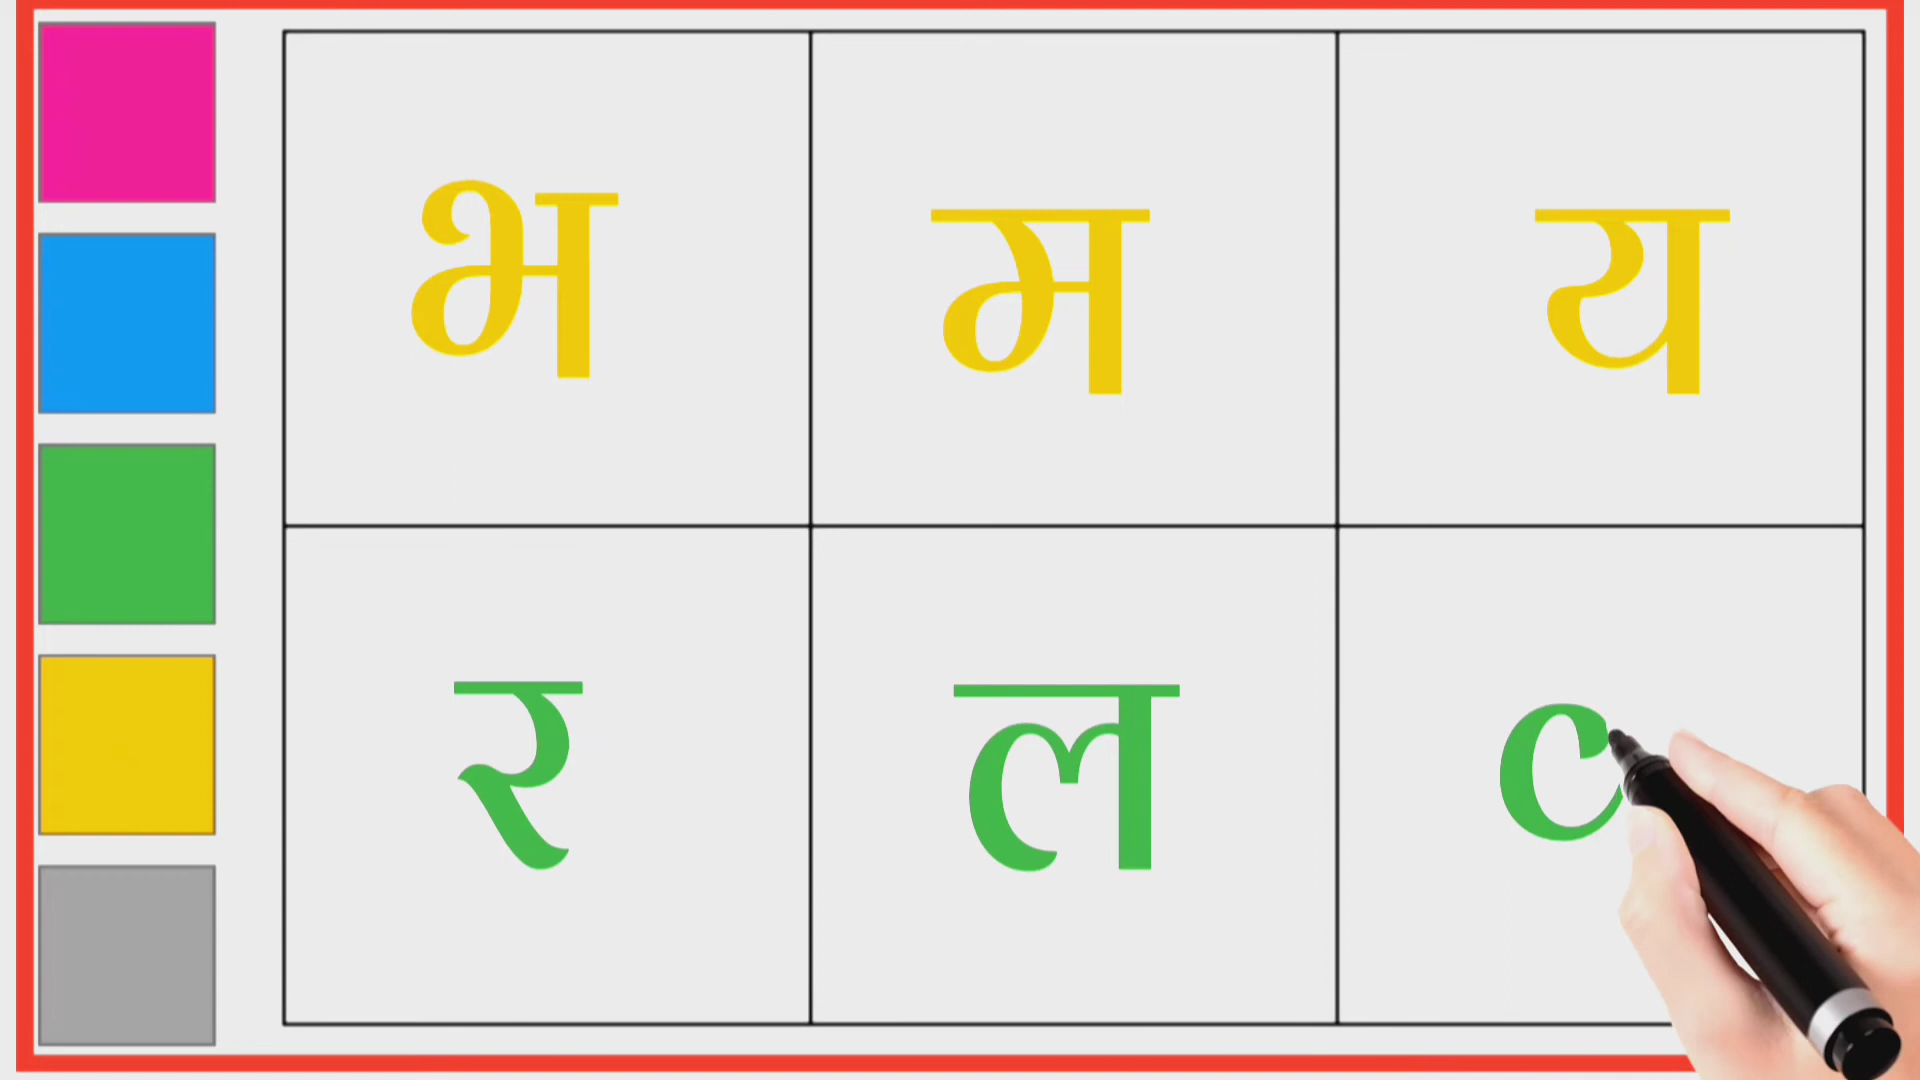 भ म य
र ल